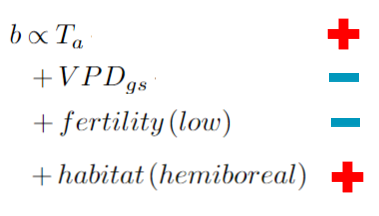 b ∝ T_a +
+ VPD_gs −
+ fertility (low) −
+ habitat (hemiboreal) +